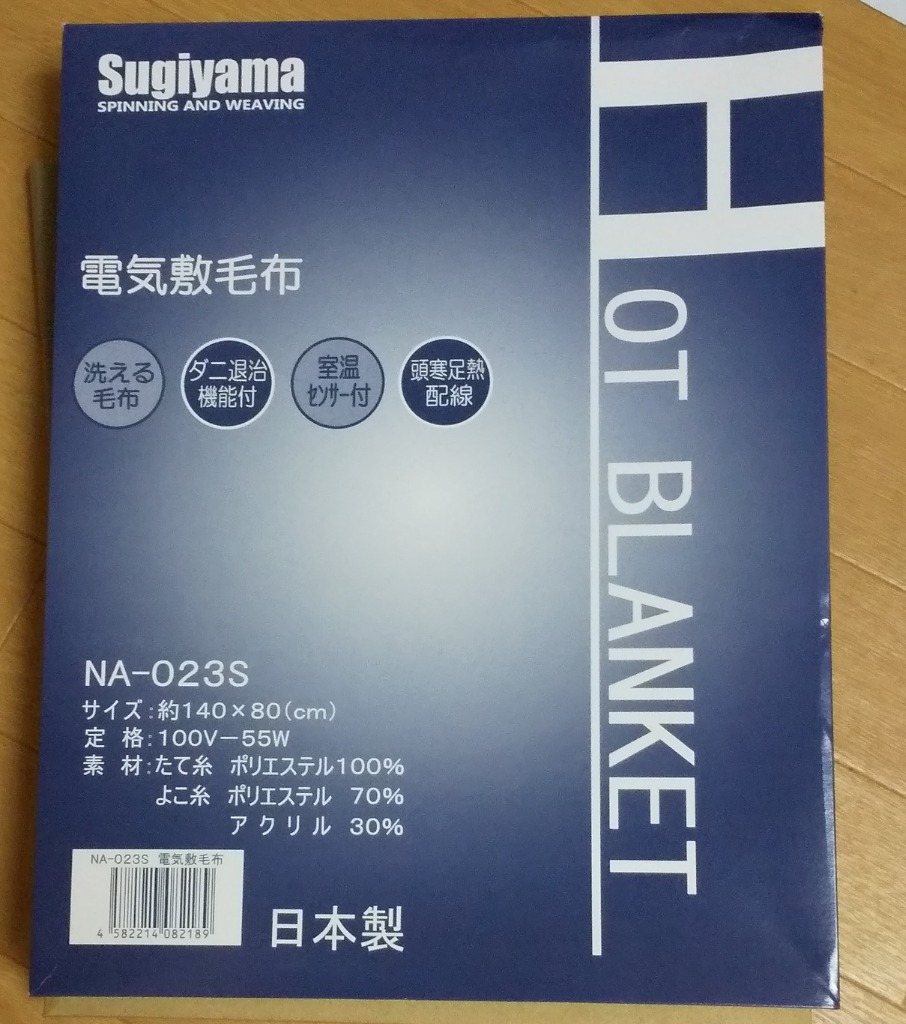 Sugiyama
SPINNING AND WEAVING
電気敷毛布
洗える
毛布
ダニ退治
機能付
室温
センサー付
頭寒足熱
配線
HOT BLANKET
NA-023S
サイズ:約140×80(cm)
定 格:100V-55W
素 材:たて糸 ポリエステル100%
よこ糸 ポリエステル 70%
アクリル 30%
NA-023S 電気敷毛布
4 582214 082189
日本製